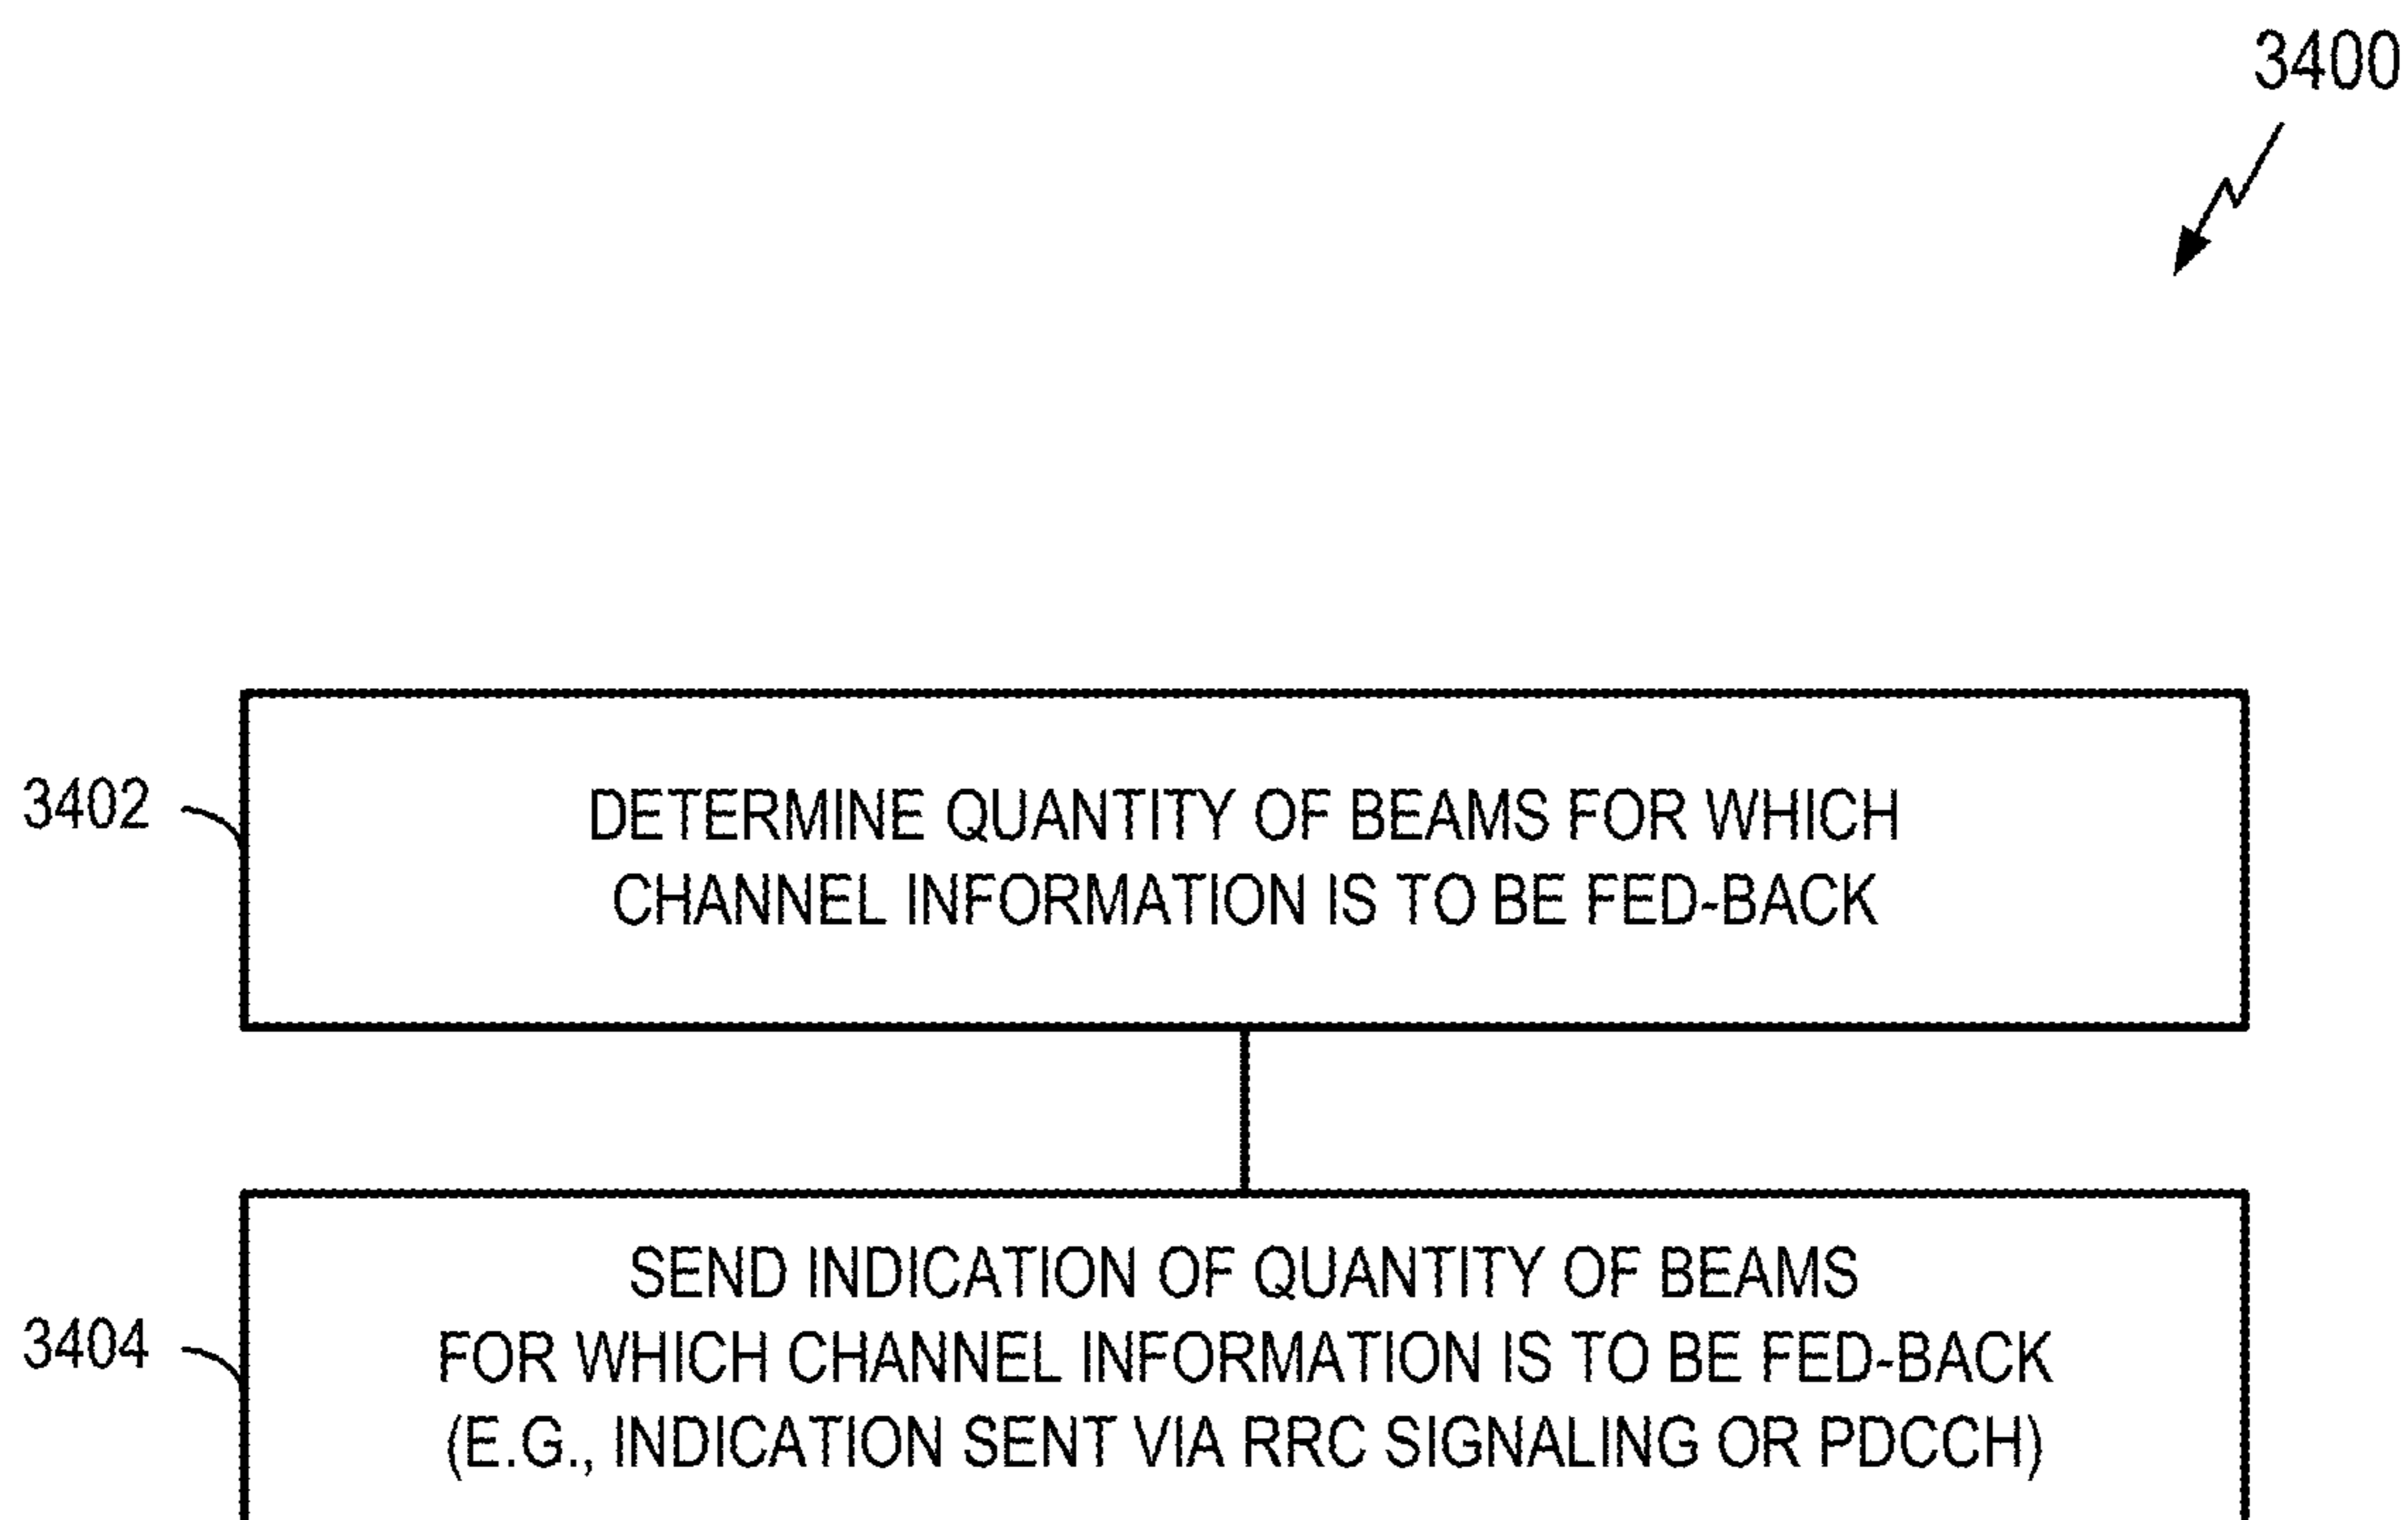 3400
3402
DETERMINE QUANTITY OF BEAMS FOR WHICH
CHANNEL INFORMATION IS TO BE FED-BACK
SEND INDICATION OF QUANTITY OF BEAMS
3404
FOR WHICH CHANNEL INFORMATION IS TO BE FED-BACK
(E.G., INDICATION SENT VIA RRC SIGNALING OR PDCCH)